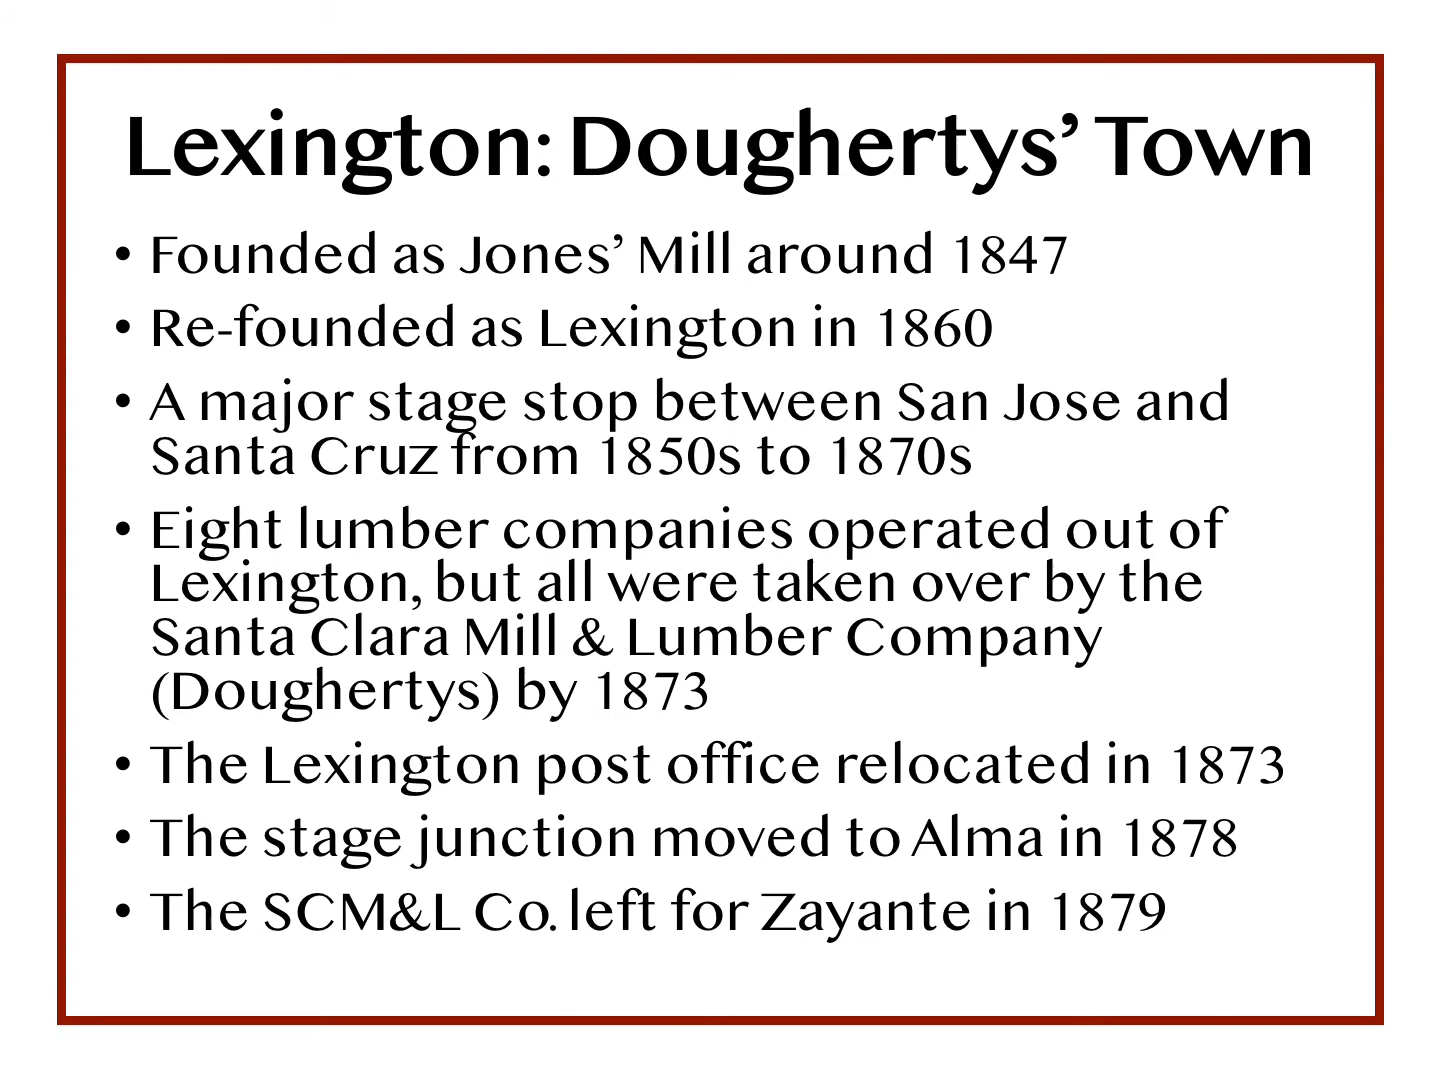 Lexington: Doughertys’ Town
• Founded as Jones’ Mill around 1847
• Re-founded as Lexington in 1860
• A major stage stop between San Jose and
Santa Cruz from 1850s to 1870s
• Eight lumber companies operated out of
Lexington, but all were taken over by the
Santa Clara Mill & Lumber Company
(Doughertys) by 1873
• The Lexington post office relocated in 1873
• The stage junction moved to Alma in 1878
• The SCM&L Co. left for Zayante in 1879